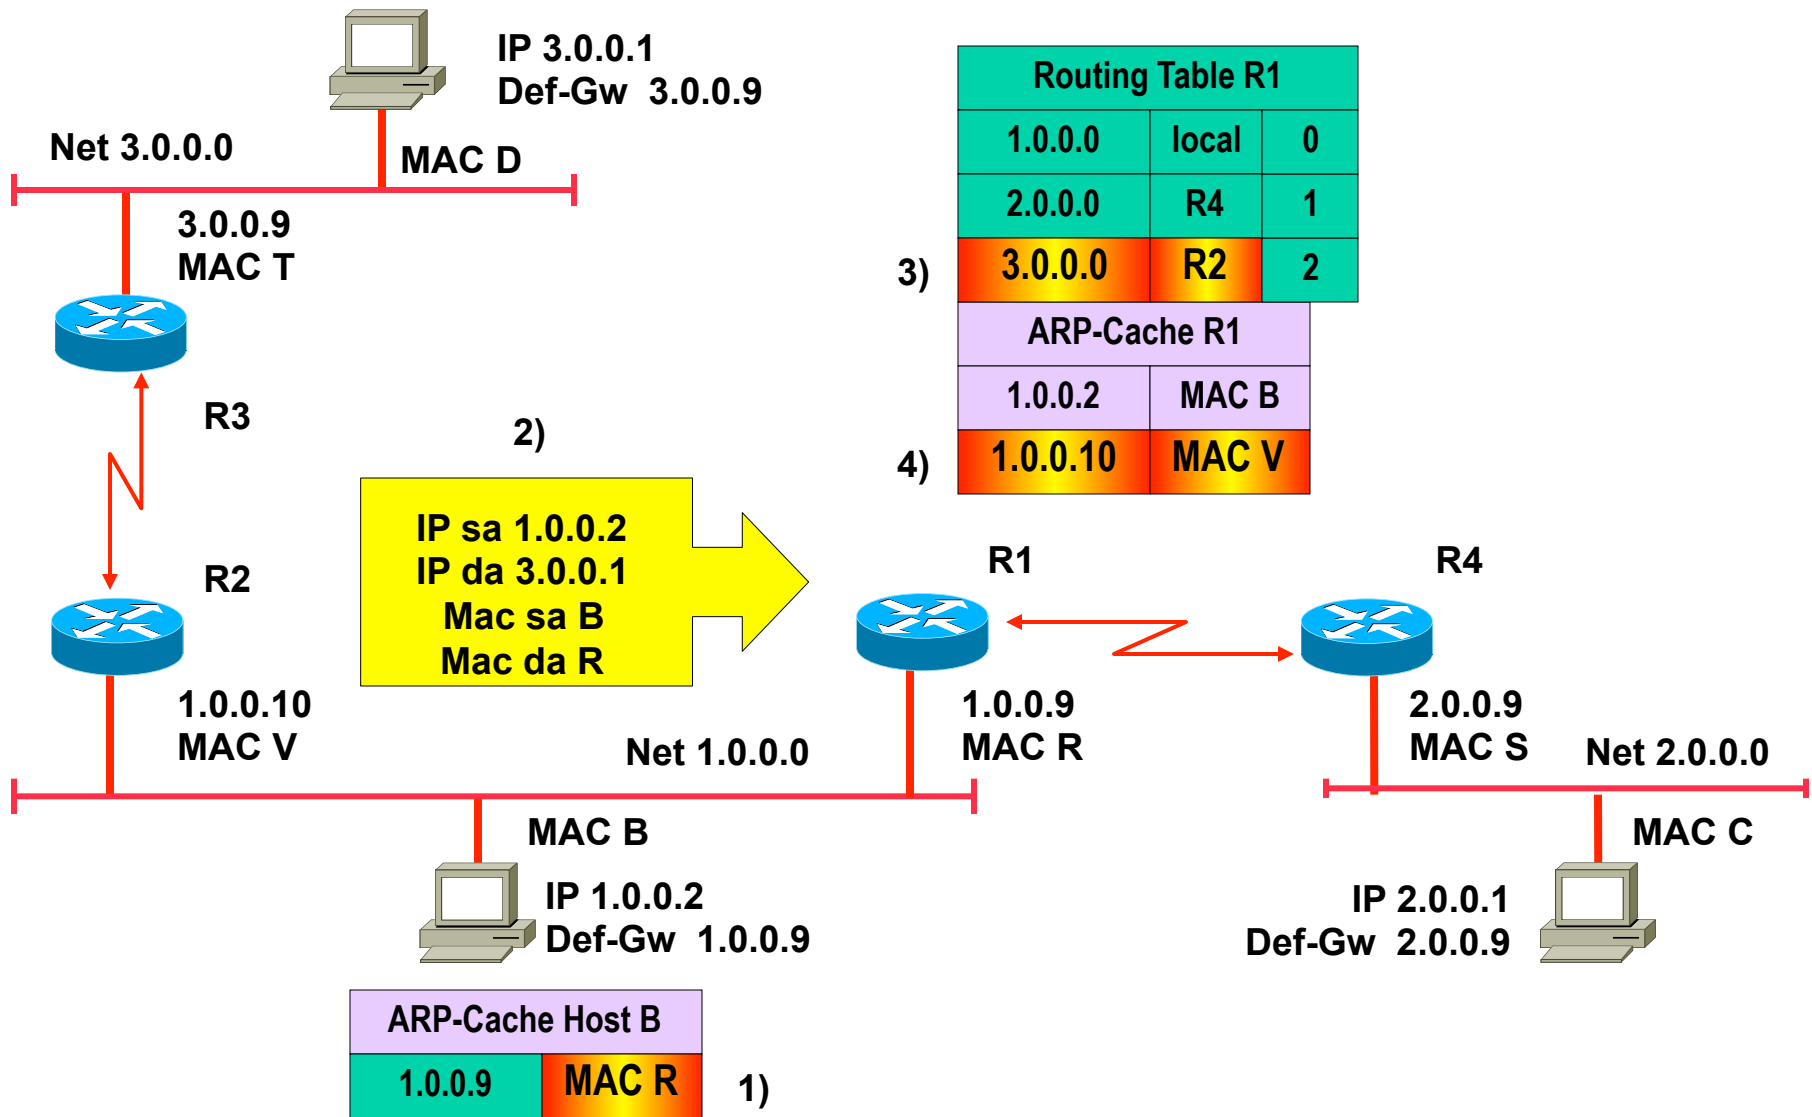 IP 3.0.0.1
Def-Gw 3.0.0.9
Net 3.0.0.0
MAC D
3.0.0.9
MAC T
R3
R2
1.0.0.10
MAC V
2)
IP sa 1.0.0.2
IP da 3.0.0.1
Mac sa B
Mac da R
Routing Table R1
1.0.0.0 local 0
2.0.0.0 R4 1
3) 3.0.0.0 R2 2
ARP-Cache R1
1.0.0.2 MAC B
4) 1.0.0.10 MAC V
R1
R4
1.0.0.9
MAC R
2.0.0.9
MAC S
Net 1.0.0.0
Net 2.0.0.0
MAC B
IP 1.0.0.2
Def-Gw 1.0.0.9
MAC C
IP 2.0.0.1
Def-Gw 2.0.0.9
ARP-Cache Host B
1.0.0.9 MAC R 1)